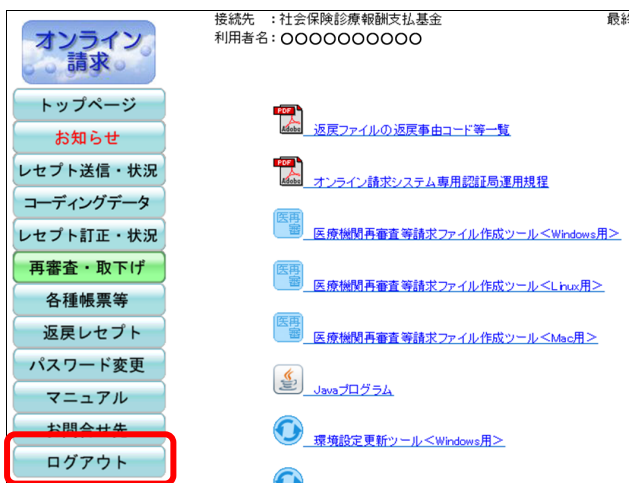 接続先 ：社会保険診療報酬支払基金
最終
利用者名：〇〇〇〇〇〇〇〇〇〇
オンライン
請求
トップページ
お知らせ
レセプト送信・状況
コーディングデータ
レセプト訂正・状況
再審査・取下げ
各種帳票等
返戻レセプト
パスワード変更
マニュアル
お問合せ先
ログアウト
PDF
Adobe
返戻ファイルの返戻事由コード等一覧
PDF
Adobe
オンライン請求システム専用認証局運用規程
医再
審
医療機関再審査等請求ファイル作成ツール＜Windows用＞
医再
審
医療機関再審査等請求ファイル作成ツール＜Linux用＞
医再
審
医療機関再審査等請求ファイル作成ツール＜Mac用＞
Javaプログラム
環境設定更新ツール＜Windows用＞